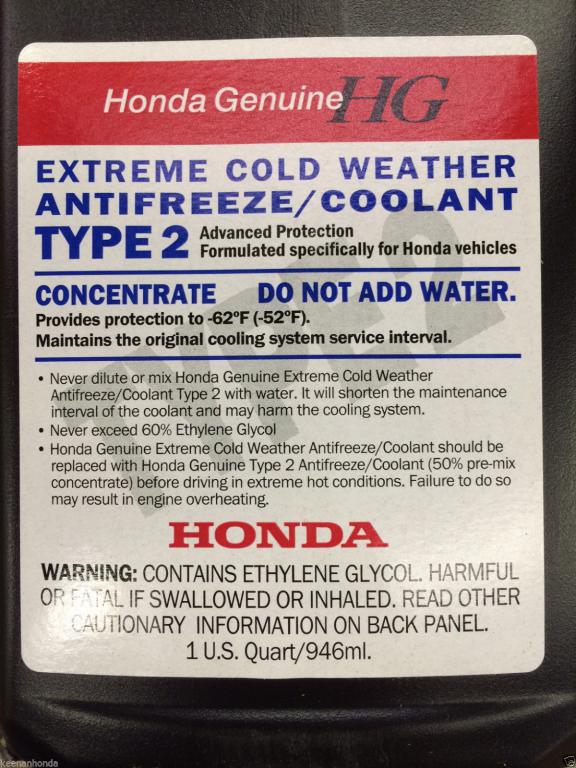 Honda Genuine HG
EXTREME COLD WEATHER
ANTIFREEZE/COOLANT
TYPE 2 Advanced Protection
Formulated specifically for Honda vehicles
CONCENTRATE DO NOT ADD WATER.
Provides protection to -62ºF (-52ºF).
Maintains the original cooling system service interval.
• Never dilute or mix Honda Genuine Extreme Cold Weather
Antifreeze/Coolant Type 2 with water. It will shorten the maintenance
interval of the coolant and may harm the cooling system.
• Never exceed 60% Ethylene Glycol
• Honda Genuine Extreme Cold Weather Antifreeze/Coolant should be
replaced with Honda Genuine Type 2 Antifreeze/Coolant (50% pre-mix
concentrate) before driving in extreme hot conditions. Failure to do so
may result in engine overheating.
TYPE 2
HONDA
WARNING: CONTAINS ETHYLENE GLYCOL. HARMFUL
OR FATAL IF SWALLOWED OR INHALED. READ OTHER
CAUTIONARY INFORMATION ON BACK PANEL.
1 U.S. Quart/946ml.
keenanhonda